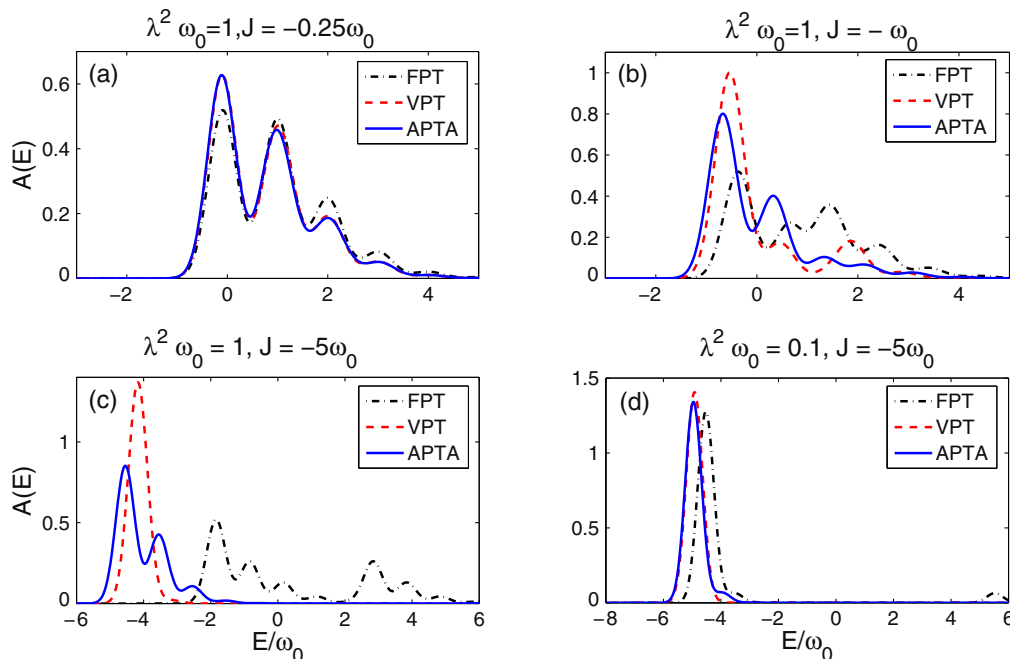 λ² ω₀=1,J = −0.25ω₀
(a)
FPT
VPT
APTA
A(E)
0.6
0.4
0.2
0
−2 0 2 4
λ² ω₀=1, J = − ω₀
(b)
FPT
VPT
APTA
1
0.8
0.6
0.4
0.2
0
−2 0 2 4
λ² ω₀ = 1, J = −5ω₀
(c)
FPT
VPT
APTA
A(E)
1
0.5
0
−6 −4 −2 0 2 4 6
E/ω₀
λ² ω₀ = 0.1, J = −5ω₀
(d)
FPT
VPT
APTA
1.5
1
0.5
0
−8 −6 −4 −2 0 2 4 6
E/ω₀